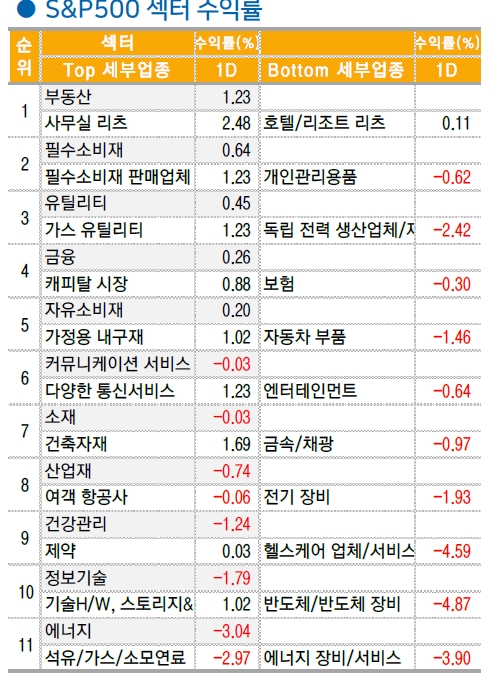 ● S&P500 섹터 수익률
순위 섹터 수익률(%) 수익률(%)
Top 세부업종 1D Bottom 세부업종 1D
1 부동산 1.23
사무실 리츠 2.48 호텔/리조트 리츠 0.11
2 필수소비재 0.64
필수소비재 판매업체 1.23 개인관리용품 -0.62
3 유틸리티 0.45
가스 유틸리티 1.23 독립 전력 생산업체/ -2.42
4 금융 0.26
캐피탈 시장 0.88 보험 -0.30
5 자유소비재 0.20
가정용 내구재 1.02 자동차 부품 -1.46
6 커뮤니케이션 서비스 -0.03
다양한 통신서비스 1.23 엔터테인먼트 -0.64
7 소재 -0.03
건축자재 1.69 금속/채광 -0.97
8 산업재 -0.74
여객 항공사 -0.06 전기 장비 -1.93
9 건강관리 -1.24
제약 0.03 헬스케어 업체/서비스 -4.59
10 정보기술 -1.79
기술H/W, 스토리지& 1.02 반도체/반도체 장비 -4.87
11 에너지 -3.04
석유/가스/소모연료 -2.97 에너지 장비/서비스 -3.90